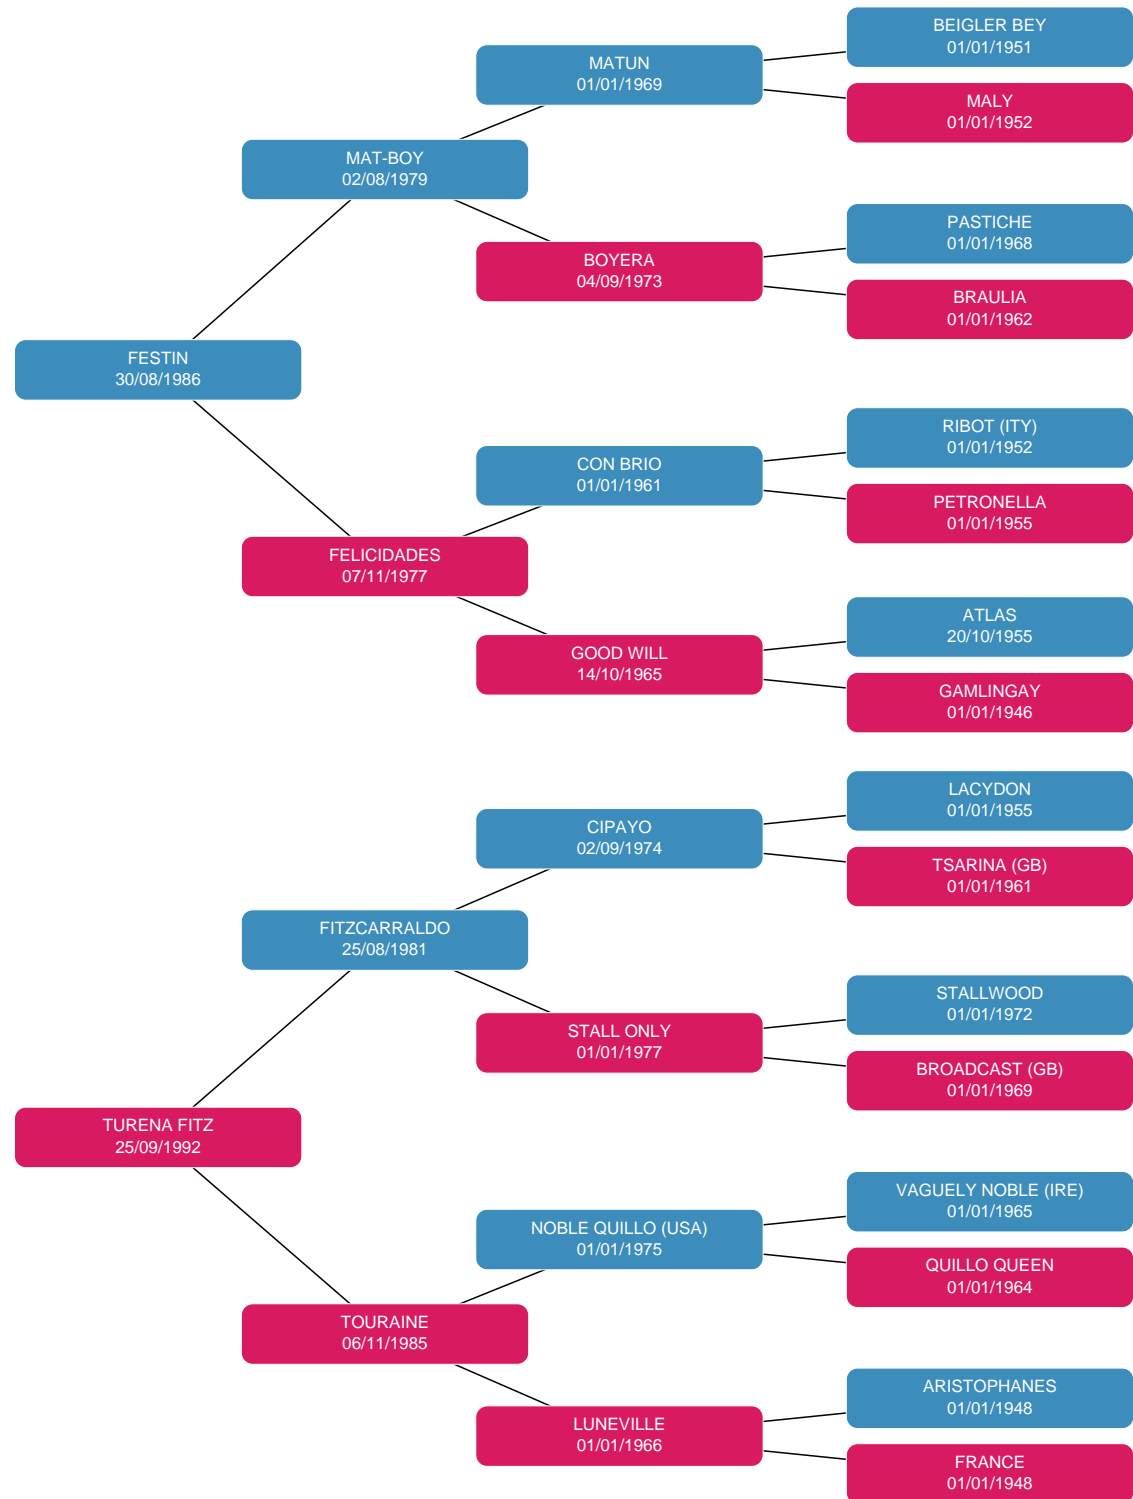 BEIGLER BEY
01/01/1951
MATUN
01/01/1969
MALY
01/01/1952
MAT-BOY
02/08/1979
PASTICHE
01/01/1968
BOYERA
04/09/1973
BRAULIA
01/01/1962
FESTIN
30/08/1986
RIBOT (ITY)
01/01/1952
CON BRIO
01/01/1961
PETRONELLA
01/01/1955
FELICIDADES
07/11/1977
ATLAS
20/10/1955
GOOD WILL
14/10/1965
GAMLINGAY
01/01/1946
LACYDON
01/01/1955
CIPAYO
02/09/1974
TSARINA (GB)
01/01/1961
FITZCARRALDO
25/08/1981
STALLWOOD
01/01/1972
STALL ONLY
01/01/1977
BROADCAST (GB)
01/01/1969
TURENA FITZ
25/09/1992
VAGUELY NOBLE (IRE)
01/01/1965
NOBLE QUILLO (USA)
01/01/1975
QUILLO QUEEN
01/01/1964
TOURAINE
06/11/1985
ARISTOPHANES
01/01/1948
LUNEVILLE
01/01/1966
FRANCE
01/01/1948